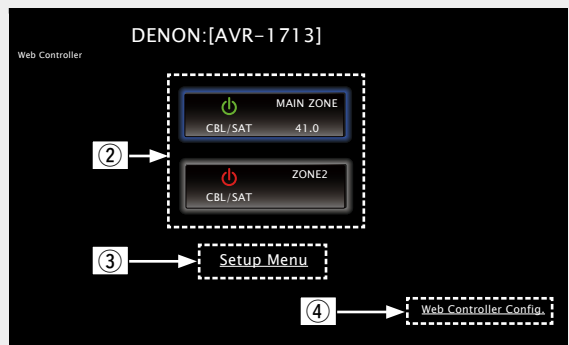 DENON:[AVR-1713]
Web Controller
MAIN ZONE
CBL/SAT 41.0
② 
ZONE2
CBL/SAT
③ Setup Menu
④ Web Controller Config.